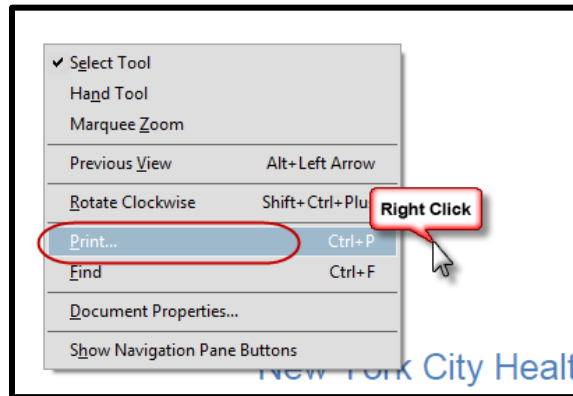 ✔ Select Tool
Hand Tool
Marquee Zoom
Previous View Alt+Left Arrow
Rotate Clockwise Shift+Ctrl+Plu
Right Click
Print... Ctrl+P
Find Ctrl+F
Document Properties...
Show Navigation Pane Buttons
New York City Healt